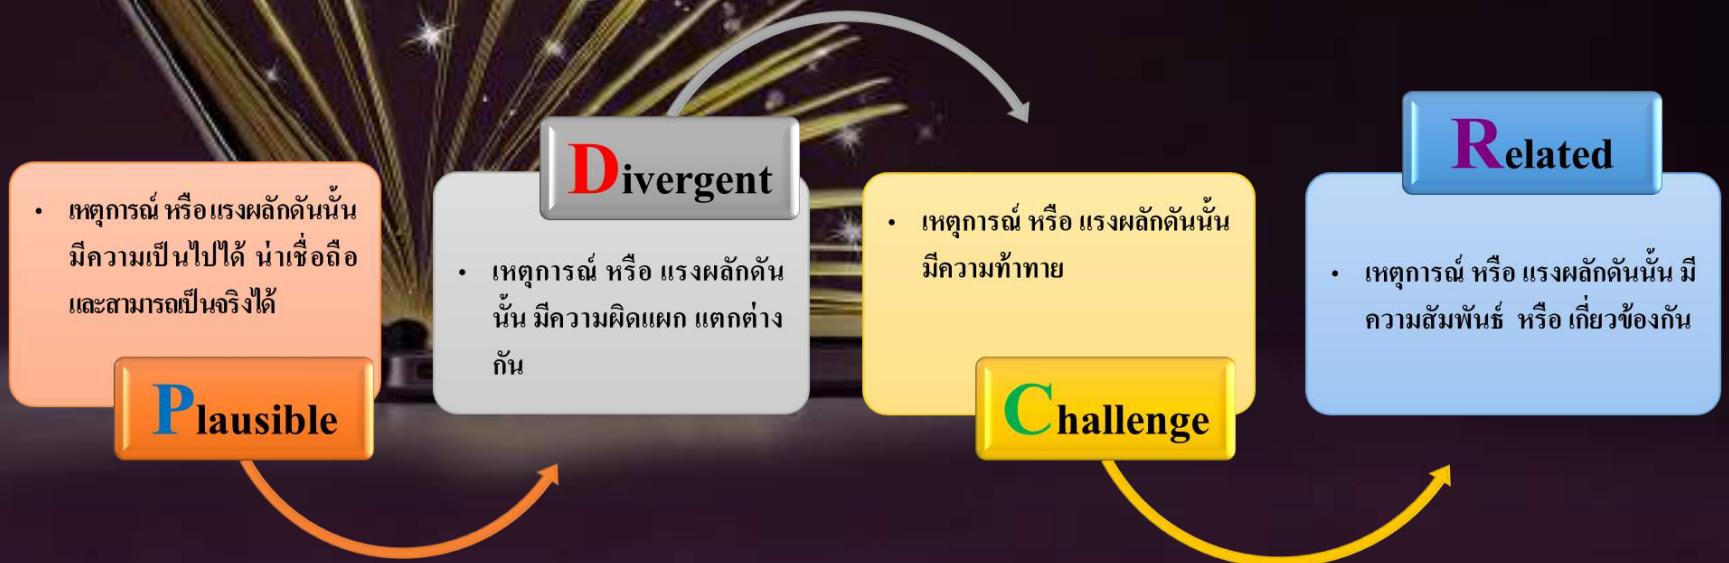 • เหตุการณ์ หรือ แรงผลักดันนั้น
มีความเป็นไปได้ น่าเชื่อถือ
และสามารถเป็นจริงได้
Plausible
Divergent
• เหตุการณ์ หรือ แรงผลักดัน
นั้น มีความผิดแผก แตกต่าง
กัน
• เหตุการณ์ หรือ แรงผลักดันนั้น
มีความท้าทาย
Challenge
Related
• เหตุการณ์ หรือ แรงผลักดันนั้น มี
ความสัมพันธ์ หรือ เกี่ยวข้องกัน